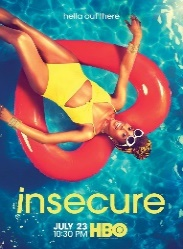 hello out there
insecure
JULY 23
10:30 PM HBO